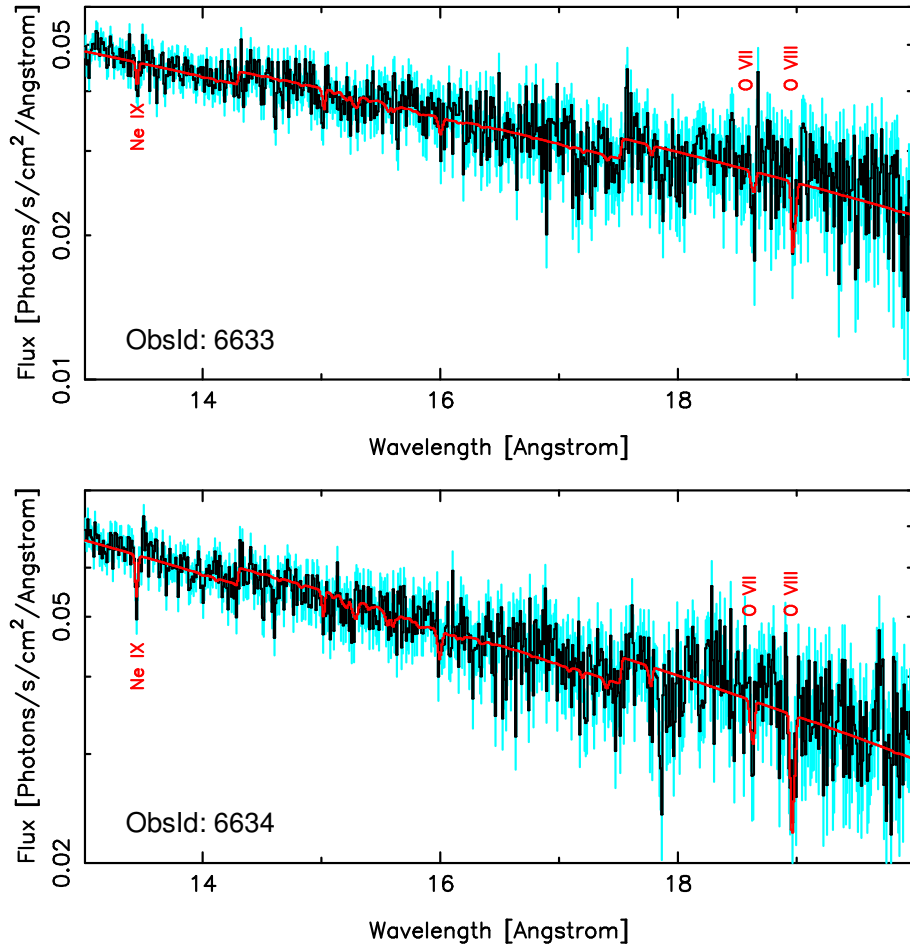 Flux [Photons/s/cm²/Angstrom]
0.05
0.02
0.01
Ne IX
O VII
O VIII
ObsId: 6633
14
16
18
Wavelength [Angstrom]
Flux [Photons/s/cm²/Angstrom]
0.05
0.02
Ne IX
O VII
O VIII
ObsId: 6634
14
16
18
Wavelength [Angstrom]